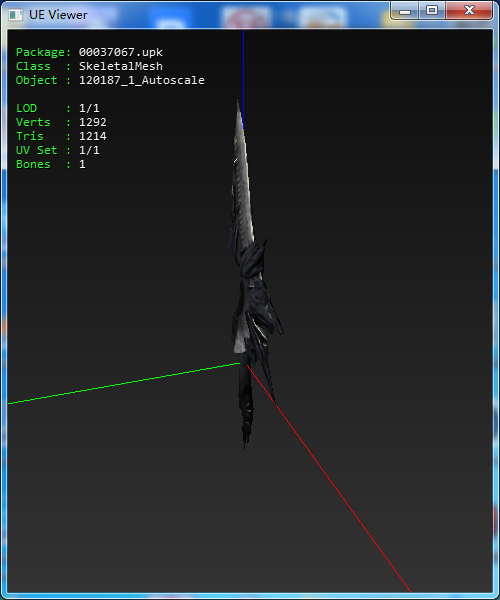 UE Viewer
Package: 00037067.upk
Class : SkeletalMesh
Object : 120187_1_Autoscale
LOD : 1/1
Verts : 1292
Tris : 1214
UV Set : 1/1
Bones : 1